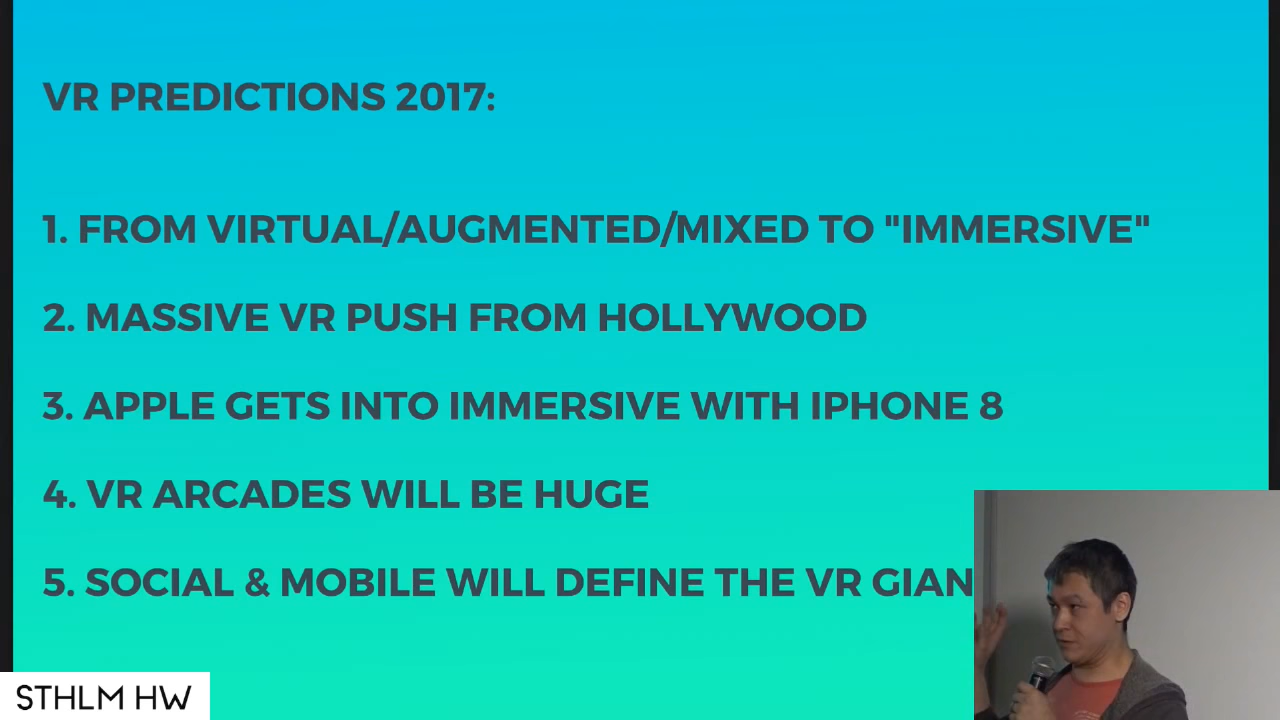 VR PREDICTIONS 2017:
1. FROM VIRTUAL/AUGMENTED/MIXED TO "IMMERSIVE"
2. MASSIVE VR PUSH FROM HOLLYWOOD
3. APPLE GETS INTO IMMERSIVE WITH IPHONE 8
4. VR ARCADES WILL BE HUGE
5. SOCIAL & MOBILE WILL DEFINE THE VR GIAN
STHLM HW